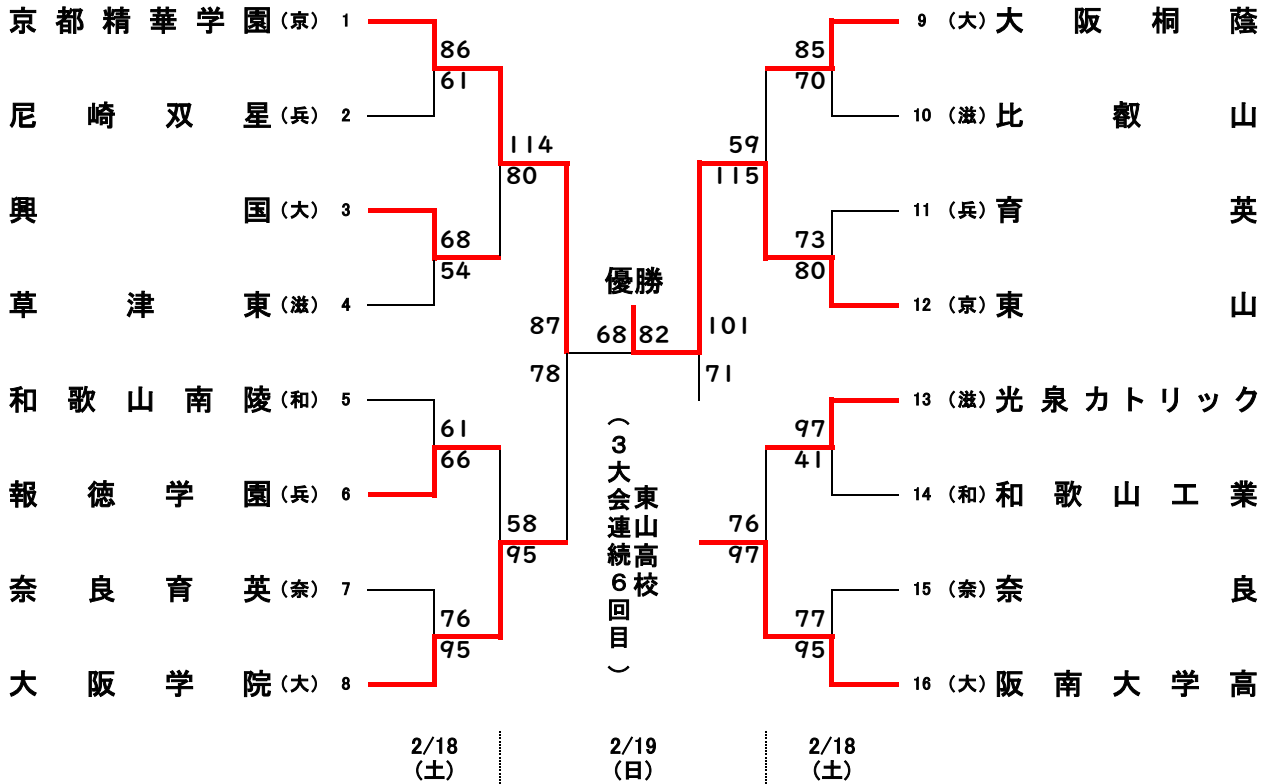 京都精華学園(京) 1
86
61
尼崎双星(兵) 2
114
80
興国(大) 3
68
54
草津東(滋) 4
87
78
和歌山南陵(和) 5
61
66
報徳学園(兵) 6
58
95
奈良育英(奈) 7
76
95
大阪学院(大) 8
優勝
68 82
東山高校
(3大会連続6回目)
9 (大)大阪桐蔭
85
70
10 (滋)比叡山
59
115
11 (兵)育英
73
80
12 (京)東山
101
71
13 (滋)光泉カトリック
97
41
14 (和)和歌山工業
76
97
15 (奈)奈良
77
95
16 (大)阪南大学高
2/18 2/19 2/18
(土) (日) (土)